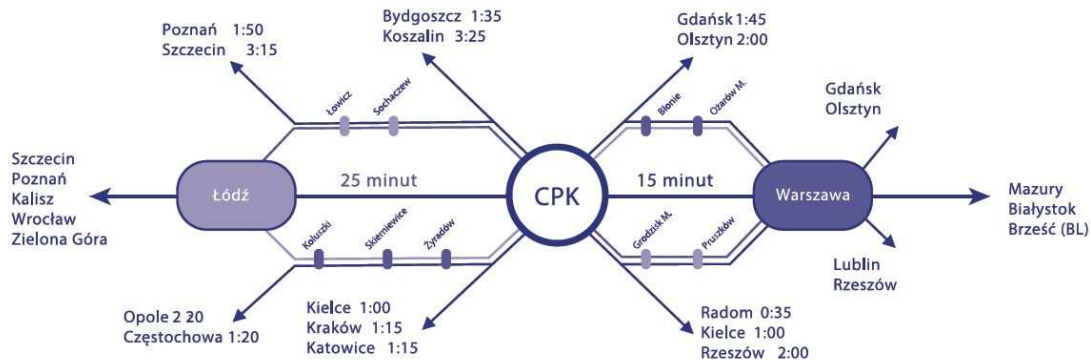 Poznań 1:50
Szczecin 3:15
Bydgoszcz 1:35
Koszalin 3:25
Gdańsk 1:45
Olsztyn 2:00
Łowicz
Sochaczew
Błonie
Ożarów M.
Gdańsk
Olsztyn
Szczecin
Poznań
Kalisz
Wrocław
Zielona Góra
Łódź
25 minut
CPK
15 minut
Warszawa
Mazury
Białystok
Brześć (BL)
Koluszki
Skierniewice
Żyradów
Grodzisk M.
Pruszków
Lublin
Rzeszów
Opole 2 20
Częstochowa 1:20
Kielce 1:00
Kraków 1:15
Katowice 1:15
Radom 0:35
Kielce 1:00
Rzeszów 2:00